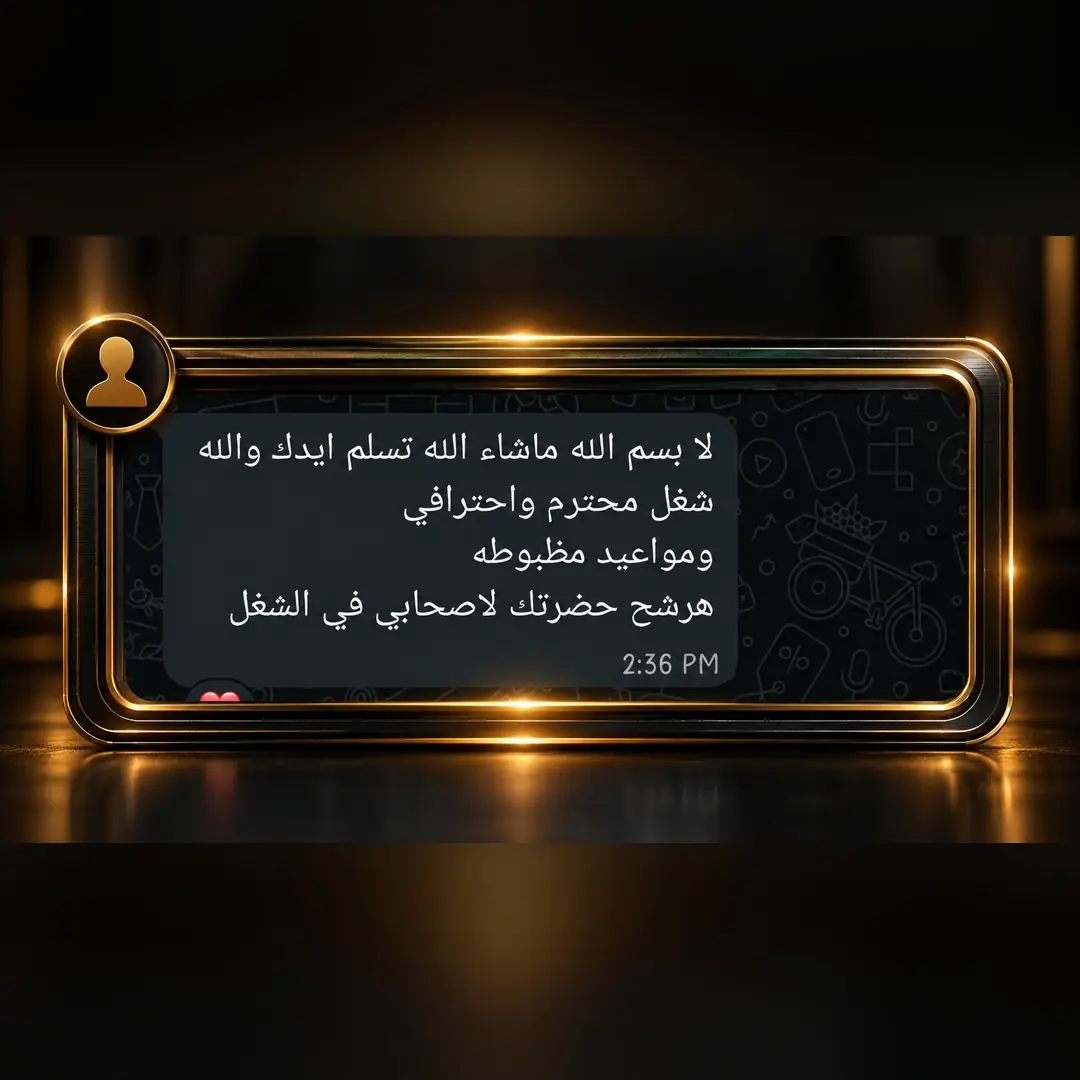 لا بسم الله ماشاء الله تسلم ايدك والله
شغل محترم واحترافي
ومواعيد مظبوطه
هرشح حضرتك لاصحابي في الشغل
2:36 PM